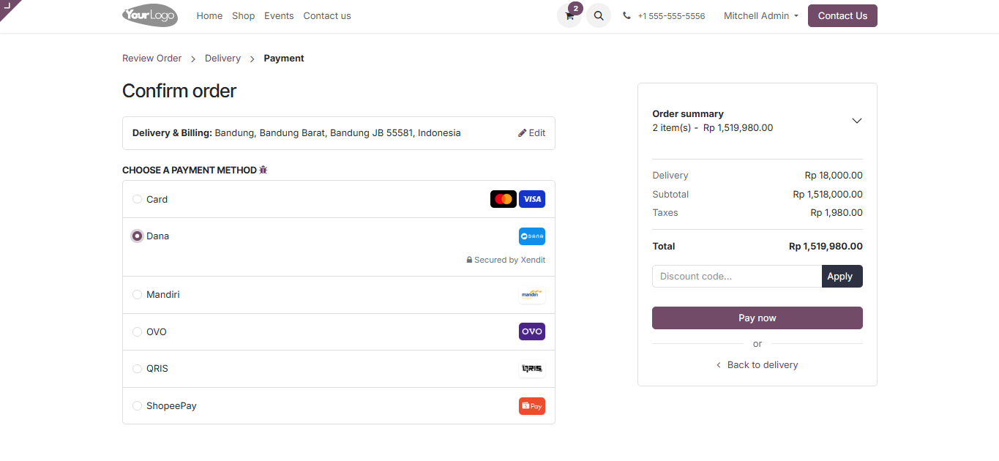 YourLogo Home Shop Events Contact us 2 +1 555-555-5556 Mitchell Admin Contact Us
Review Order > Delivery > Payment
Confirm order
Delivery & Billing: Bandung, Bandung Barat, Bandung JB 55581, Indonesia Edit
CHOOSE A PAYMENT METHOD
Card VISA
Dana DANA
Secured by Xendit
Mandiri mandiri
OVO OVO
QRIS QRIS
ShopeePay Pay
Order summary
2 item(s) - Rp 1,519,980.00
Delivery Rp 18,000.00
Subtotal Rp 1,518,000.00
Taxes Rp 1,980.00
Total Rp 1,519,980.00
Discount code... Apply
Pay now
or
< Back to delivery